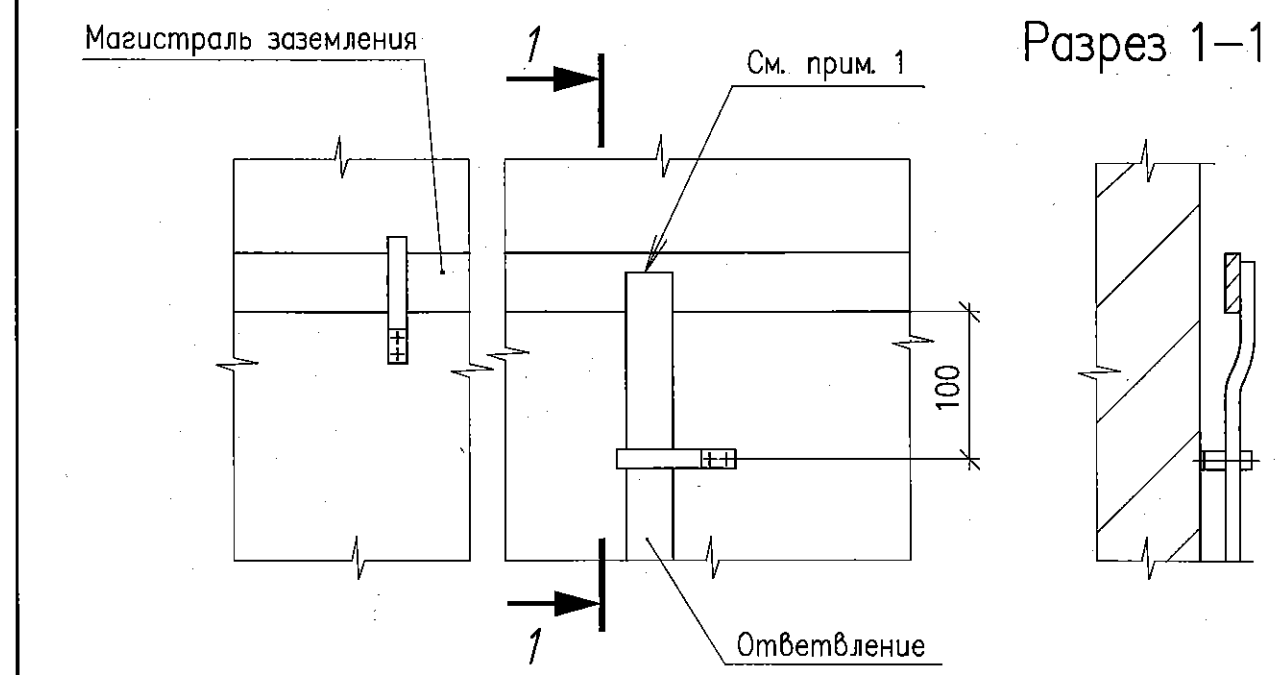 Магистраль заземления
1
См. прим. 1
Разрез 1–1
100
1
Ответвление